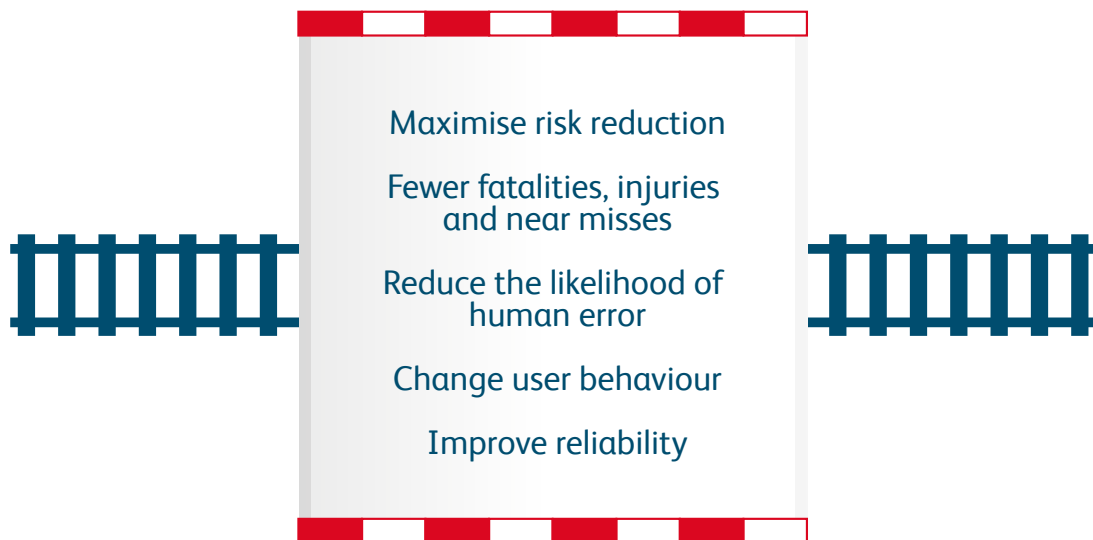 Maximise risk reduction
Fewer fatalities, injuries
and near misses
Reduce the likelihood of
human error
Change user behaviour
Improve reliability